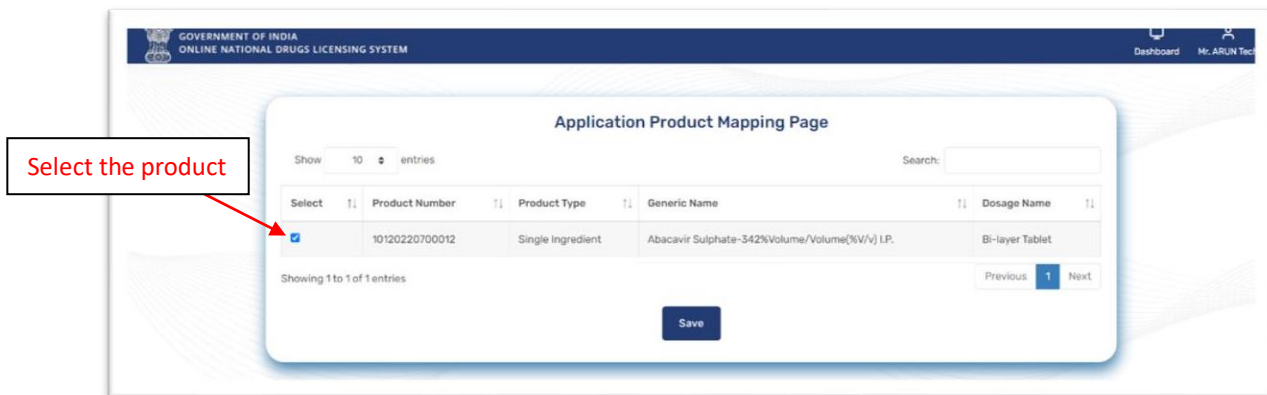 GOVERNMENT OF INDIA
ONLINE NATIONAL DRUGS LICENSING SYSTEM
Dashboard Mr. ARUN Tech
Application Product Mapping Page
Select the product
Show 10 entries Search:
Select Product Number Product Type Generic Name Dosage Name
10120220700012 Single Ingredient Abacavir Sulphate-342%Volume/Volume(%V/v) I.P. Bi-layer Tablet
Showing 1 to 1 of 1 entries Previous 1 Next
Save